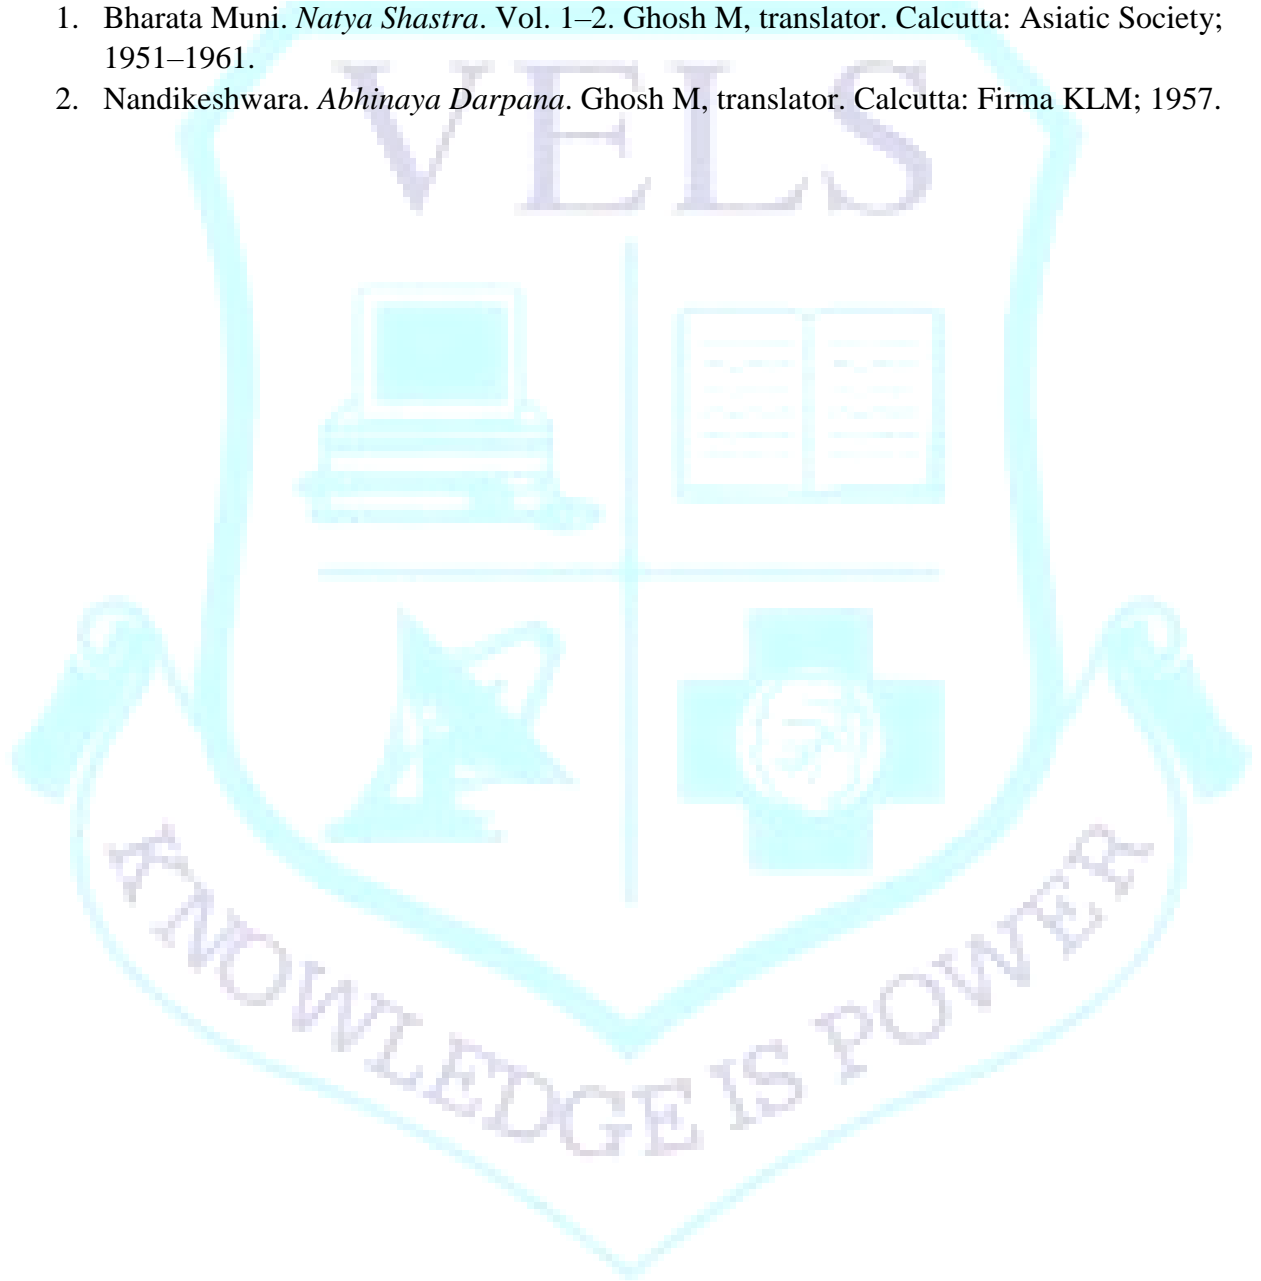 1. Bharata Muni. Natya Shastra. Vol. 1–2. Ghosh M, translator. Calcutta: Asiatic Society;
1951–1961.
2. Nandikeshwara. Abhinaya Darpana. Ghosh M, translator. Calcutta: Firma KLM; 1957.
VELS
KNOWLEDGE IS POWER